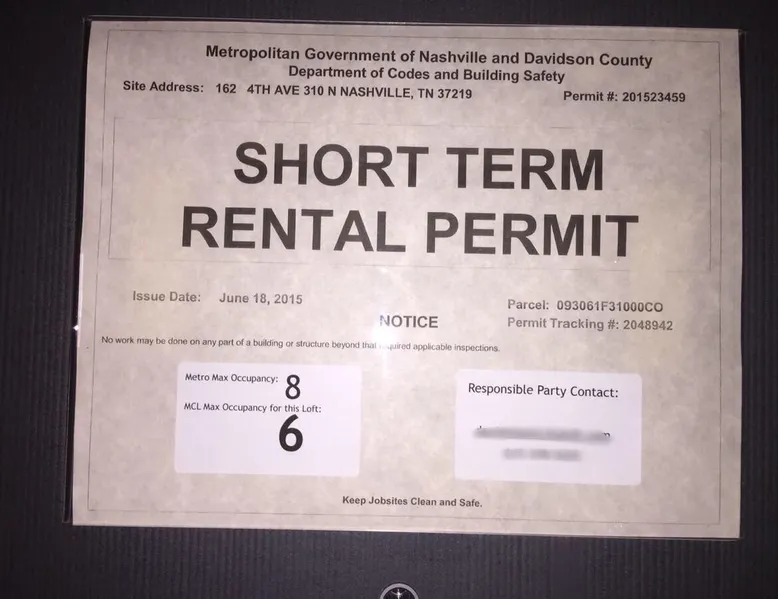 Metropolitan Government of Nashville and Davidson County
Department of Codes and Building Safety
Site Address: 162 4TH AVE 310 N NASHVILLE, TN 37219
Permit #: 201523459
SHORT TERM
RENTAL PERMIT
Issue Date: June 18, 2015
Parcel: 093061F31000CO
NOTICE
Permit Tracking #: 2048942
No work may be done on any part of a building or structure beyond that applicable inspections.
Metro Max Occupancy: 8
MCL Max Occupancy for this Loft:
6
Responsible Party Contact:
Keep Jobsites Clean and Safe.